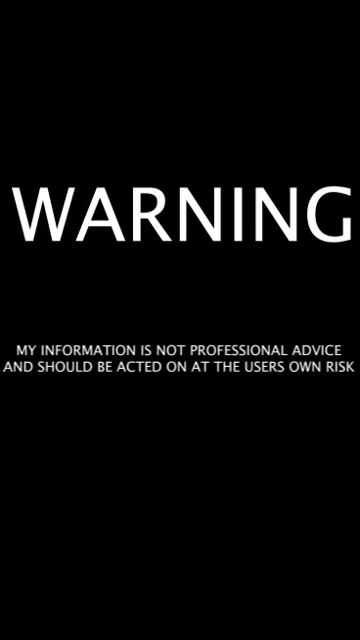 WARNING
MY INFORMATION IS NOT PROFESSIONAL ADVICE
AND SHOULD BE ACTED ON AT THE USERS OWN RISK